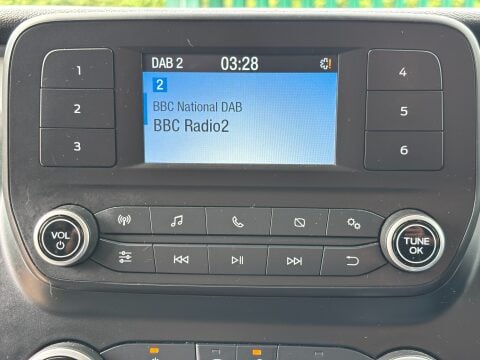 DAB 2 03:28
2
BBC National DAB
BBC Radio2
1
2
3
4
5
6
VOL
TUNE
OK